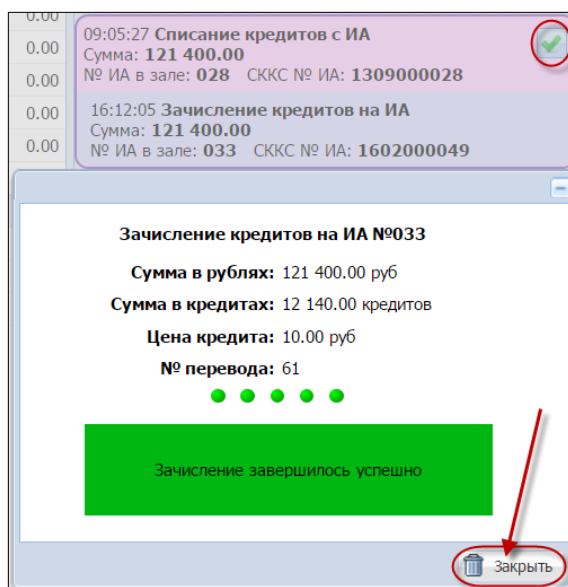 0.00
09:05:27 Списание кредитов с ИА
0.00
Сумма: 121 400.00
0.00
№ ИА в зале: 028 СККС № ИА: 1309000028
0.00
16:12:05 Зачисление кредитов на ИА
Сумма: 121 400.00
0.00
№ ИА в зале: 033 СККС № ИА: 1602000049
Зачисление кредитов на ИА №033
Сумма в рублях: 121 400.00 руб
Сумма в кредитах: 12 140.00 кредитов
Цена кредита: 10.00 руб
№ перевода: 61
Зачисление завершилось успешно
Закрыть